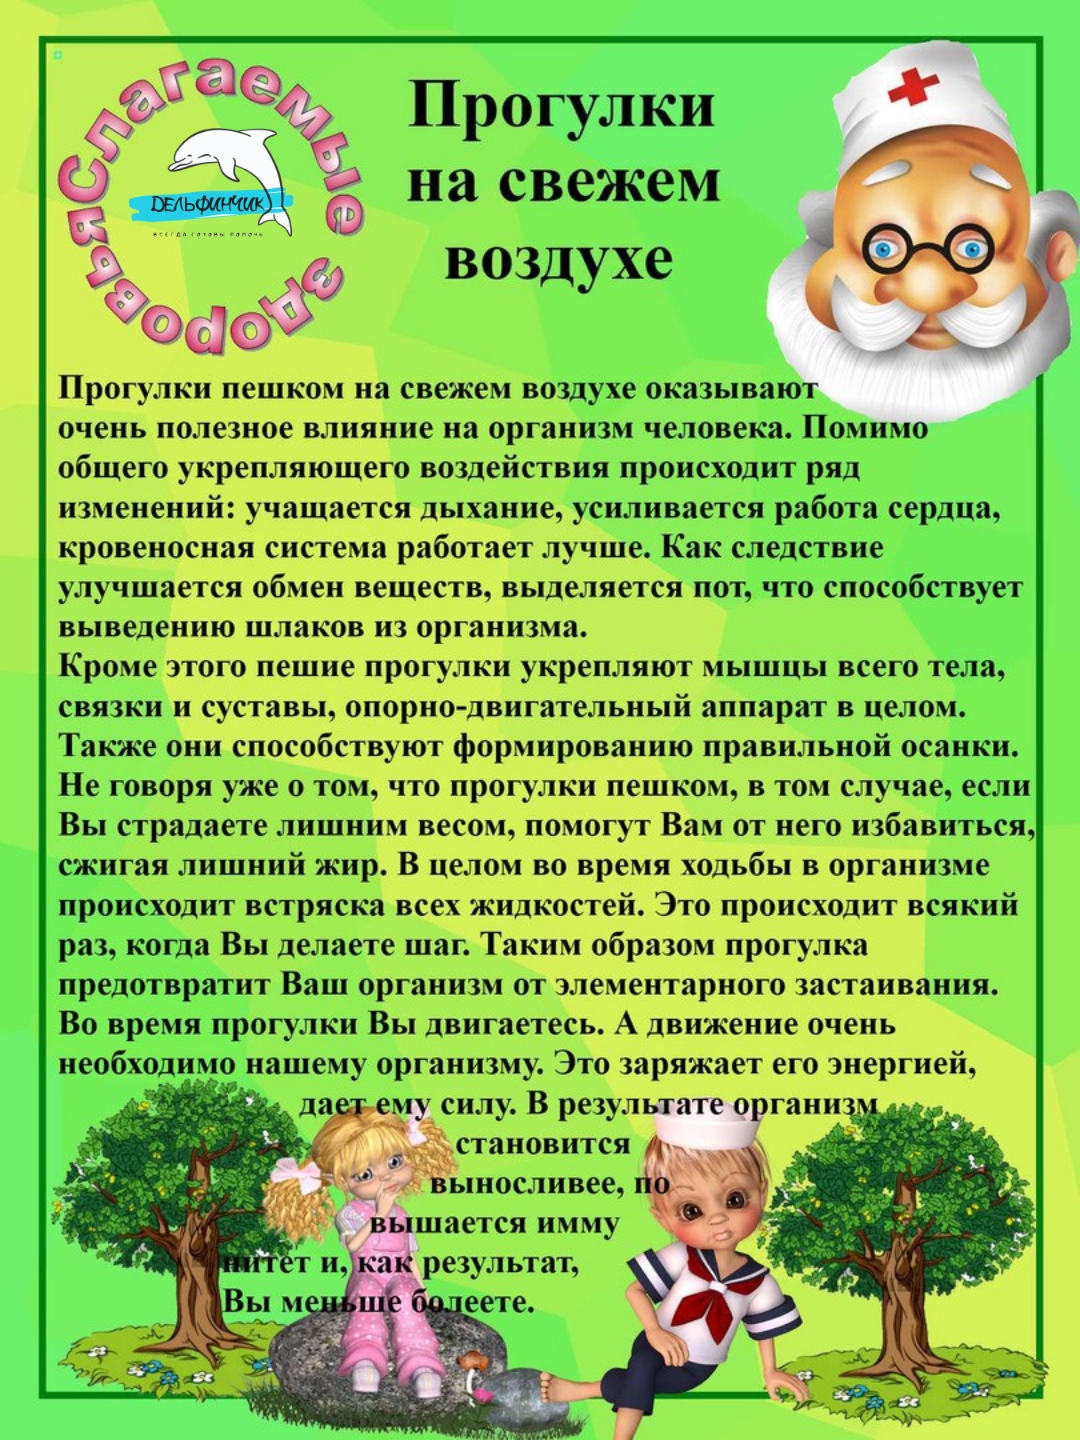 Слагаемые здоровья
ДЕЛЬФИНЧИК
ВСЕГДА ГОТОВЫ ПОМОЧЬ
Прогулки
на свежем
воздухе
Прогулки пешком на свежем воздухе оказывают
очень полезное влияние на организм человека. Помимо
общего укрепляющего воздействия происходит ряд
изменений: учащается дыхание, усиливается работа сердца,
кровеносная система работает лучше. Как следствие
улучшается обмен веществ, выделяется пот, что способствует
выведению шлаков из организма.
Кроме этого пешие прогулки укрепляют мышцы всего тела,
связки и суставы, опорно-двигательный аппарат в целом.
Также они способствуют формированию правильной осанки.
Не говоря уже о том, что прогулки пешком, в том случае, если
Вы страдаете лишним весом, помогут Вам от него избавиться,
сжигая лишний жир. В целом во время ходьбы в организме
происходит встряска всех жидкостей. Это происходит всякий
раз, когда Вы делаете шаг. Таким образом прогулка
предотвратит Ваш организм от элементарного застаивания.
Во время прогулки Вы двигаетесь. А движение очень
необходимо нашему организму. Это заряжает его энергией,
дает ему силу. В результате организм
становится
выносливее, по
вышается имму
нитет и, как результат,
Вы меньше болеете.